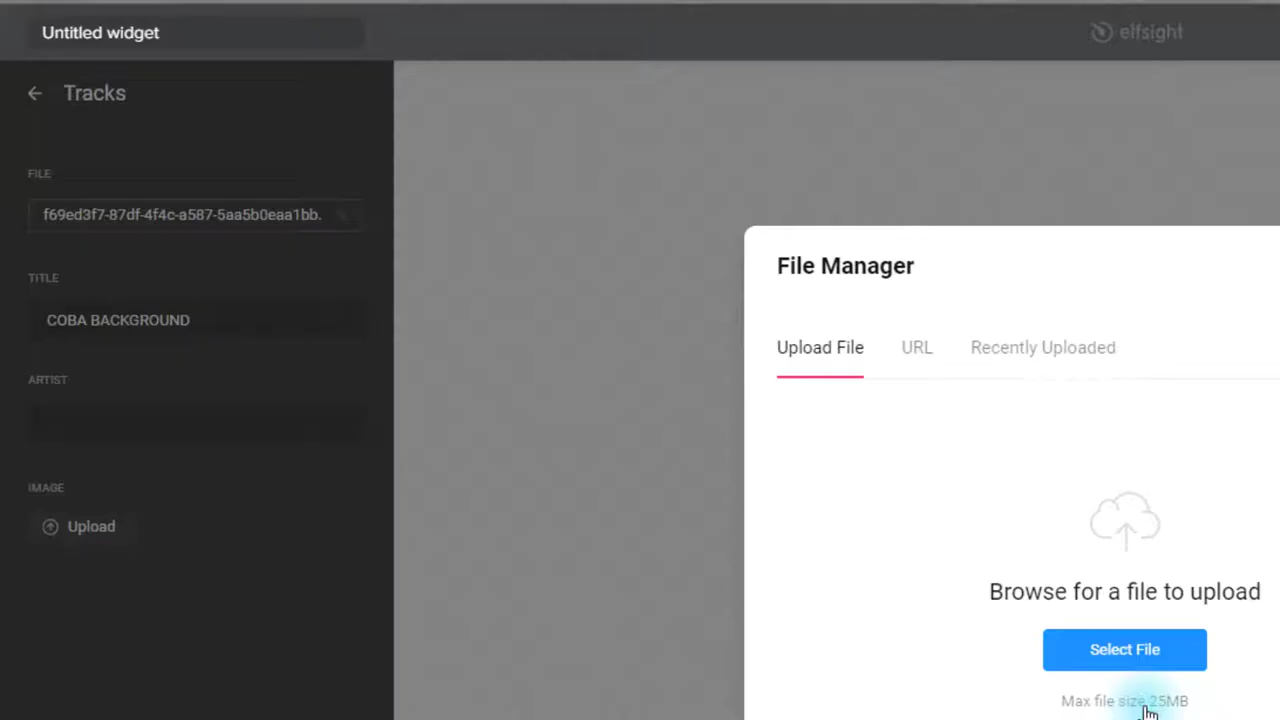 Untitled widget
elfsight
Tracks
FILE
f69ed3f7-87df-4f4c-a587-5aa5b0eaa1bb.
TITLE
COBA BACKGROUND
ARTIST
IMAGE
Upload
File Manager
Upload File URL Recently Uploaded
Browse for a file to upload
Select File
Max file size 25MB